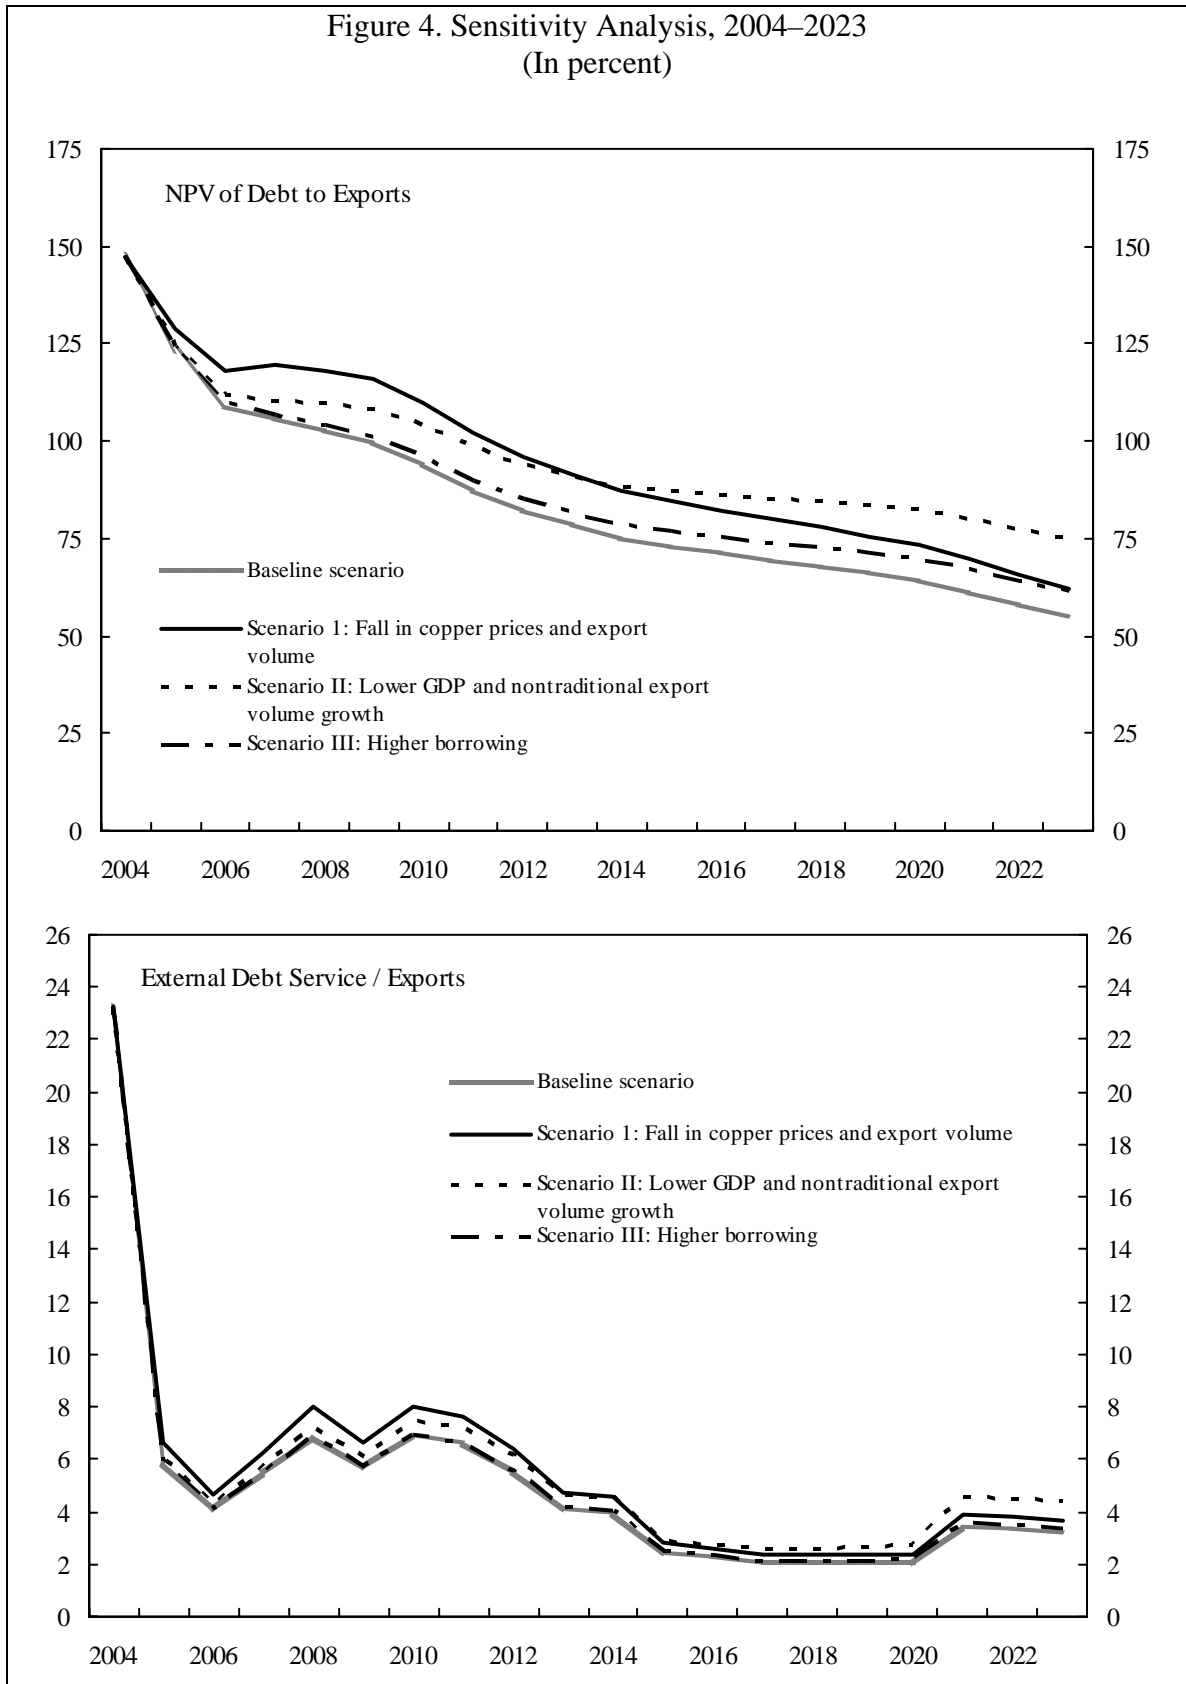 Figure 4. Sensitivity Analysis, 2004–2023
(In percent)
175 175
NPV of Debt to Exports
150 150
125 125
100 100
75 75
Baseline scenario
50 50
Scenario 1: Fall in copper prices and export
volume
Scenario II: Lower GDP and nontraditional export
volume growth
25 25
Scenario III: Higher borrowing
0 0
2004 2006 2008 2010 2012 2014 2016 2018 2020 2022
26 26
External Debt Service / Exports
24 24
22 22
20 20
Baseline scenario
18 18
Scenario 1: Fall in copper prices and export volume
16 16
Scenario II: Lower GDP and nontraditional export
volume growth
14 14
Scenario III: Higher borrowing
12 12
10 10
8 8
6 6
4 4
2 2
0 0
2004 2006 2008 2010 2012 2014 2016 2018 2020 2022